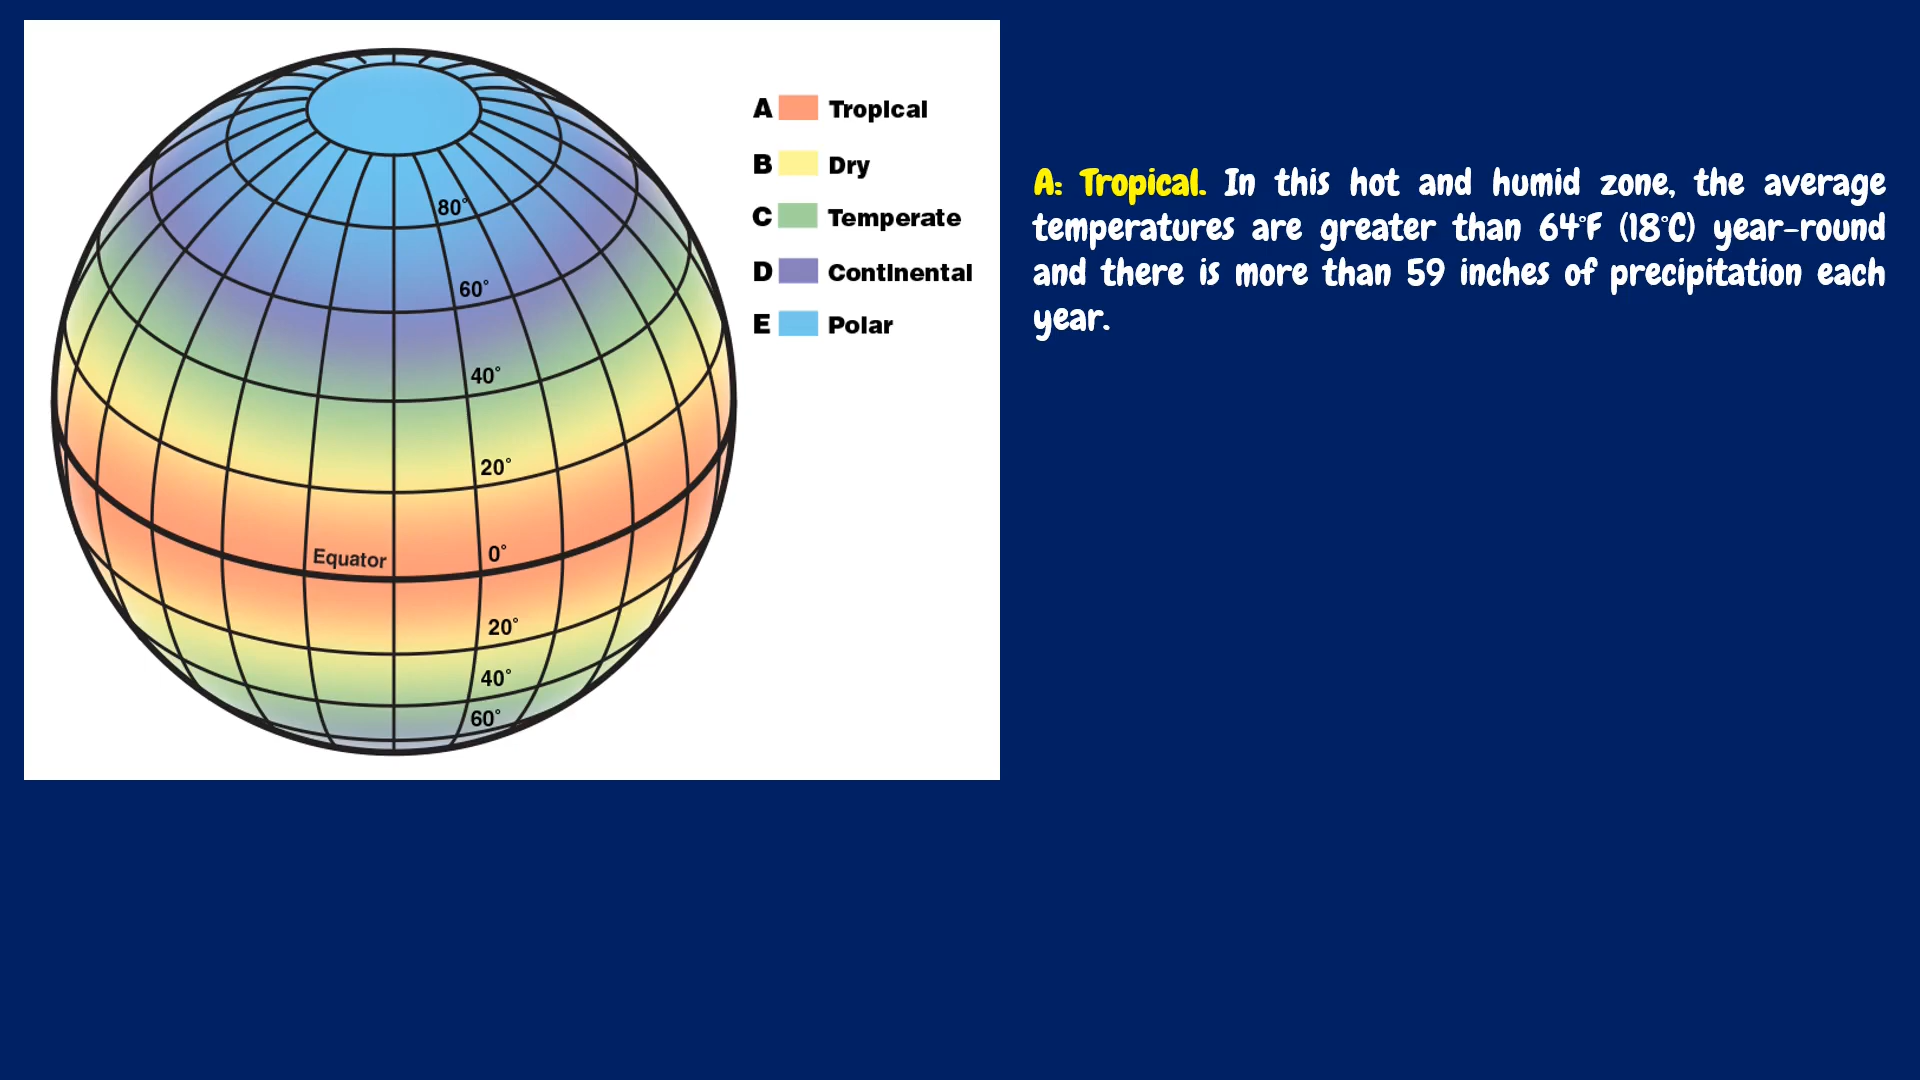 A Tropical
B Dry
C Temperate
D Continental
E Polar
80°
60°
40°
20°
Equator 0°
20°
40°
60°
A: Tropical. In this hot and humid zone, the average
temperatures are greater than 64°F (18°C) year-round
and there is more than 59 inches of precipitation each
year.